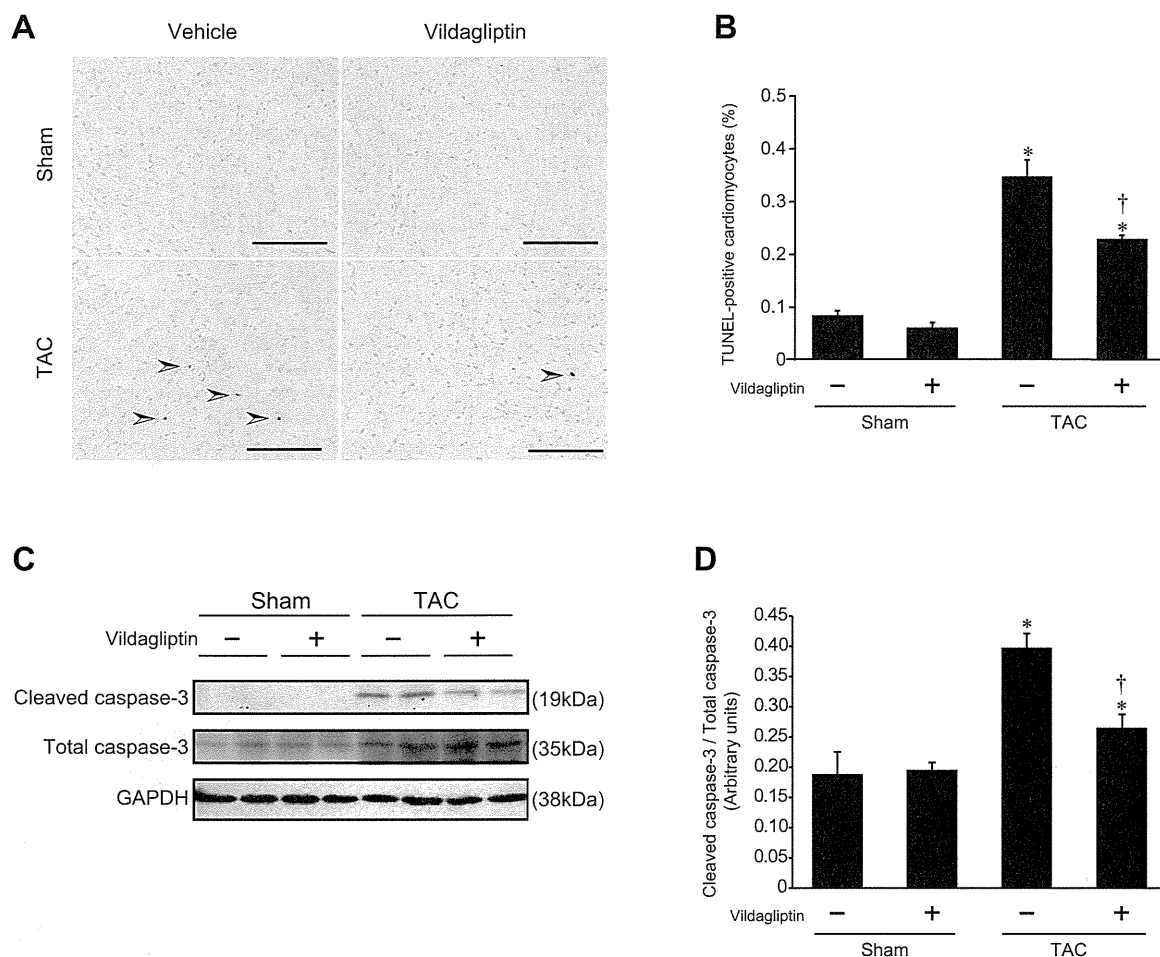 A
Vehicle Vildagliptin
Sham
TAC
B
TUNEL-positive cardiomyocytes (%)
0.5
0.4
0.3
0.2
0.1
0
*
†
*
Vildagliptin − + − +
Sham TAC
C
Sham TAC
Vildagliptin − + − +
Cleaved caspase-3 (19kDa)
Total caspase-3 (35kDa)
GAPDH (38kDa)
D
Cleaved caspase-3 / Total caspase-3
(Arbitrary units)
0.45
0.40
0.35
0.30
0.25
0.20
0.15
0.10
0.05
0
*
†
*
Vildagliptin − + − +
Sham TAC